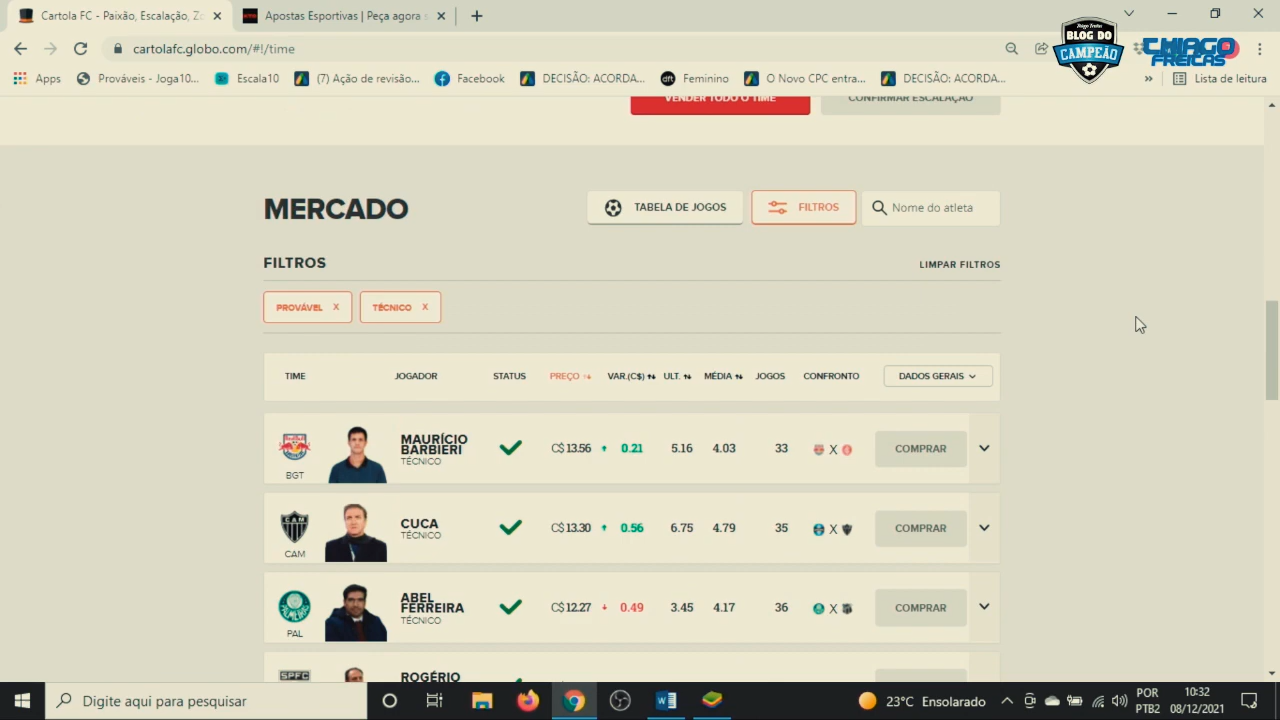 Cartola FC - Paixão, Escalação, Zo
Apostas Esportivas | Peça agora s
cartolafc.globo.com/#!/time
Thiago Freitas
BLOG DO
CAMPEÃO
THIAGO
FREITAS
Apps
Prováveis - Joga10...
Escala10
(7) Ação de revisão...
Facebook
DECISÃO: ACORDA...
dft
Feminino
O Novo CPC entra...
DECISÃO: ACORDA...
»
Lista de leitura
VENDER TODO O TIME
CONFIRMAR ESCALAÇÃO
MERCADO
TABELA DE JOGOS
FILTROS
Nome do atleta
FILTROS
LIMPAR FILTROS
PROVÁVEL X
TÉCNICO X
TIME JOGADOR STATUS PREÇO VAR.(C$) ULT. MÉDIA JOGOS CONFRONTO DADOS GERAIS
BGT
MAURÍCIO
BARBIERI
TÉCNICO
C$ 13.56 0.21 5.16 4.03 33 X COMPRAR
CAM
CAM
CUCA
TÉCNICO
C$ 13.30 0.56 6.75 4.79 35 X COMPRAR
PAL
ABEL
FERREIRA
TÉCNICO
C$ 12.27 0.49 3.45 4.17 36 X COMPRAR
SPFC
ROGÉRIO
Digite aqui para pesquisar
23°C Ensolarado
POR
PTB2
10:32
08/12/2021